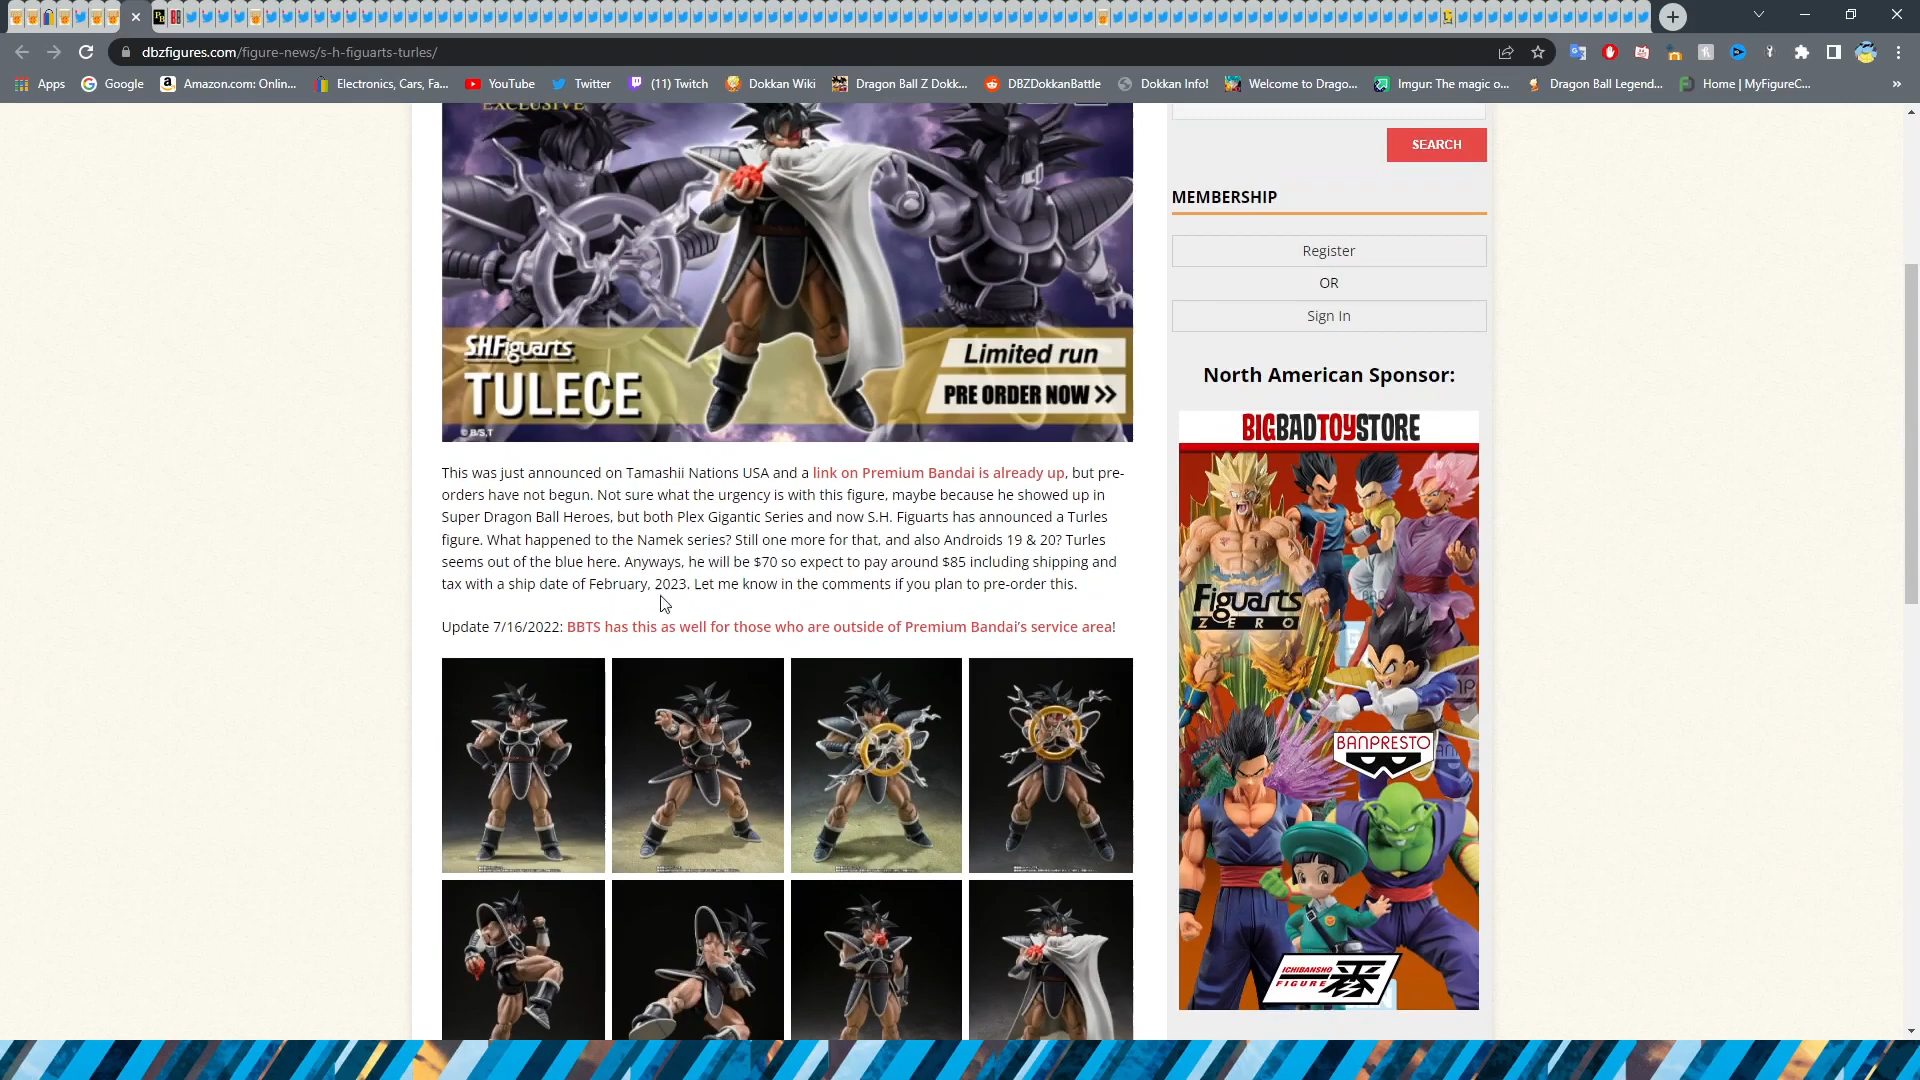 dbzfigures.com/figure-news/s-h-figuarts-turles/
Apps
Google
Amazon.com: Onlin...
Electronics, Cars, Fa...
YouTube
Twitter
(11) Twitch
Dokkan Wiki
Dragon Ball Z Dokk...
DBZDokkanBattle
Dokkan Info!
Welcome to Drago...
Imgur: The magic o...
Dragon Ball Legend...
Home | MyFigureC...
»
EXCLUSIVE
SHFiguarts
TULECE
Limited run
PRE ORDER NOW >>
© B/S,T
This was just announced on Tamashii Nations USA and a link on Premium Bandai is already up, but pre-
orders have not begun. Not sure what the urgency is with this figure, maybe because he showed up in
Super Dragon Ball Heroes, but both Plex Gigantic Series and now S.H. Figuarts has announced a Turles
figure. What happened to the Namek series? Still one more for that, and also Androids 19 & 20? Turles
seems out of the blue here. Anyways, he will be $70 so expect to pay around $85 including shipping and
tax with a ship date of February, 2023. Let me know in the comments if you plan to pre-order this.
Update 7/16/2022: BBTS has this as well for those who are outside of Premium Bandai's service area!
SEARCH
MEMBERSHIP
Register
OR
Sign In
North American Sponsor:
BIGBADTOYSTORE
Figuarts
ZERO
BANPRESTO
ICHIBANSHO
FIGURE